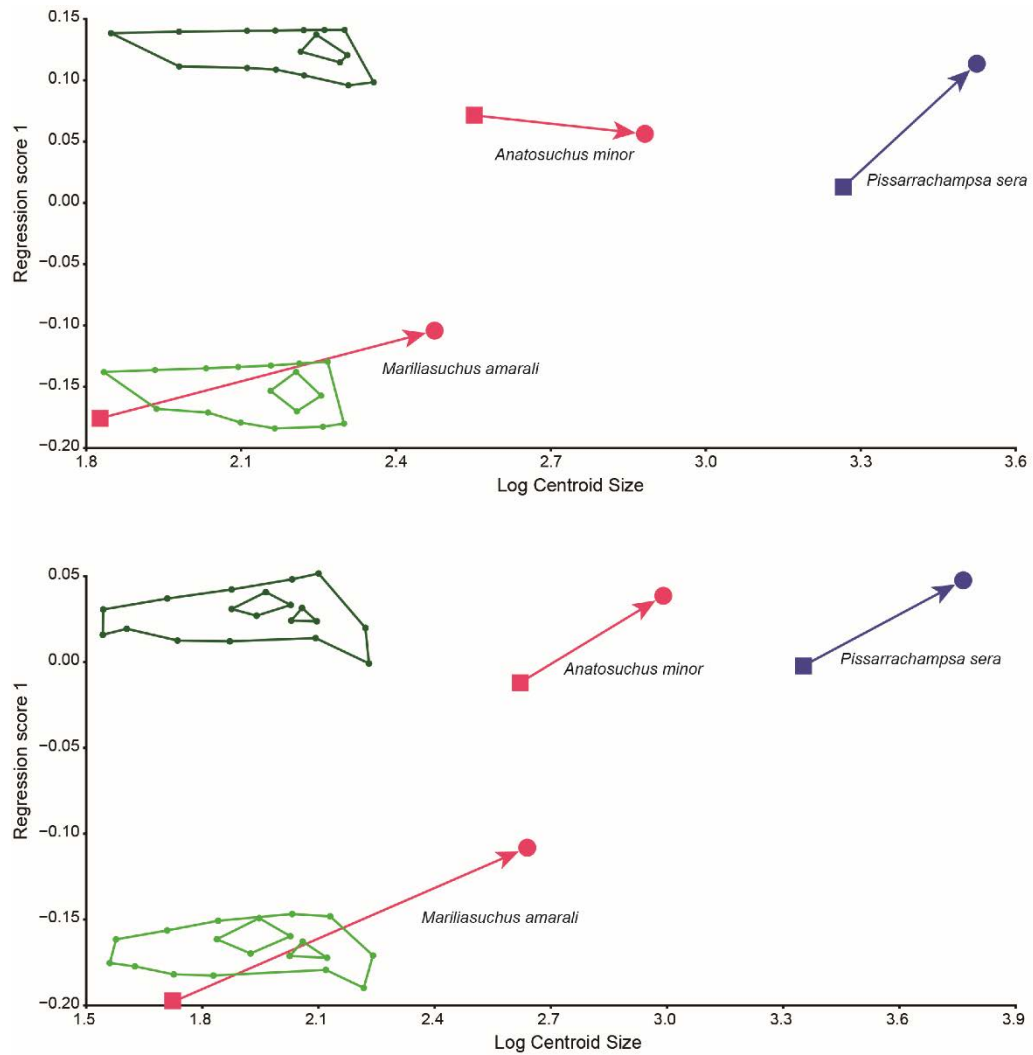 0.15
0.10
0.05
0.00
−0.05
−0.10
−0.15
−0.20
Regression score 1
Anatosuchus minor
Pissarrachampsa sera
Mariliasuchus amarali
1.8 2.1 2.4 2.7 3.0 3.3 3.6
Log Centroid Size
0.05
0.00
−0.05
−0.10
−0.15
−0.20
Regression score 1
Anatosuchus minor
Pissarrachampsa sera
Mariliasuchus amarali
1.5 1.8 2.1 2.4 2.7 3.0 3.3 3.6 3.9
Log Centroid Size